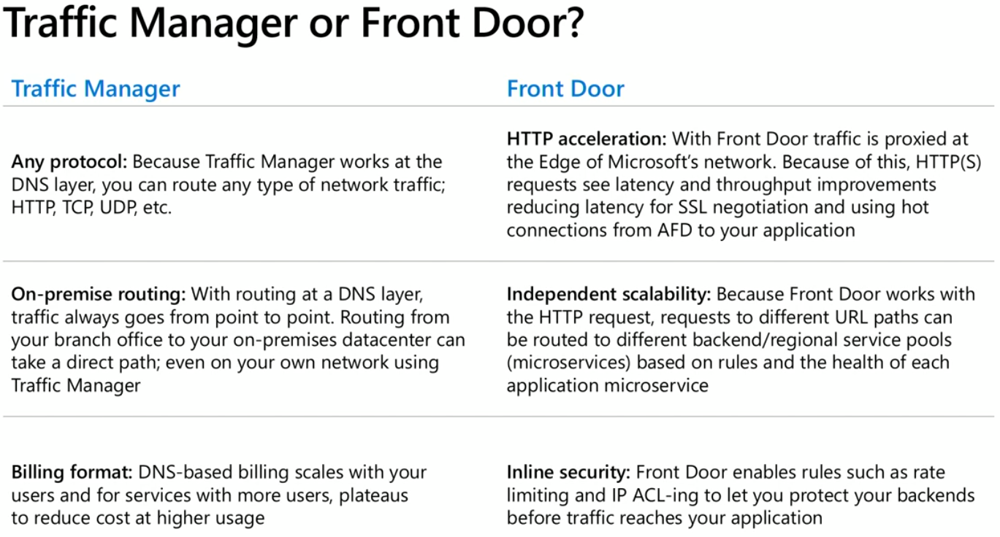 Traffic Manager or Front Door?
Traffic Manager
Front Door
Any protocol: Because Traffic Manager works at the
DNS layer, you can route any type of network traffic;
HTTP, TCP, UDP, etc.
HTTP acceleration: With Front Door traffic is proxied at
the Edge of Microsoft's network. Because of this, HTTP(S)
requests see latency and throughput improvements
reducing latency for SSL negotiation and using hot
connections from AFD to your application
On-premise routing: With routing at a DNS layer,
traffic always goes from point to point. Routing from
your branch office to your on-premises datacenter can
take a direct path; even on your own network using
Traffic Manager
Independent scalability: Because Front Door works with
the HTTP request, requests to different URL paths can
be routed to different backend/regional service pools
(microservices) based on rules and the health of each
application microservice
Billing format: DNS-based billing scales with your
users and for services with more users, plateaus
to reduce cost at higher usage
Inline security: Front Door enables rules such as rate
limiting and IP ACL-ing to let you protect your backends
before traffic reaches your application